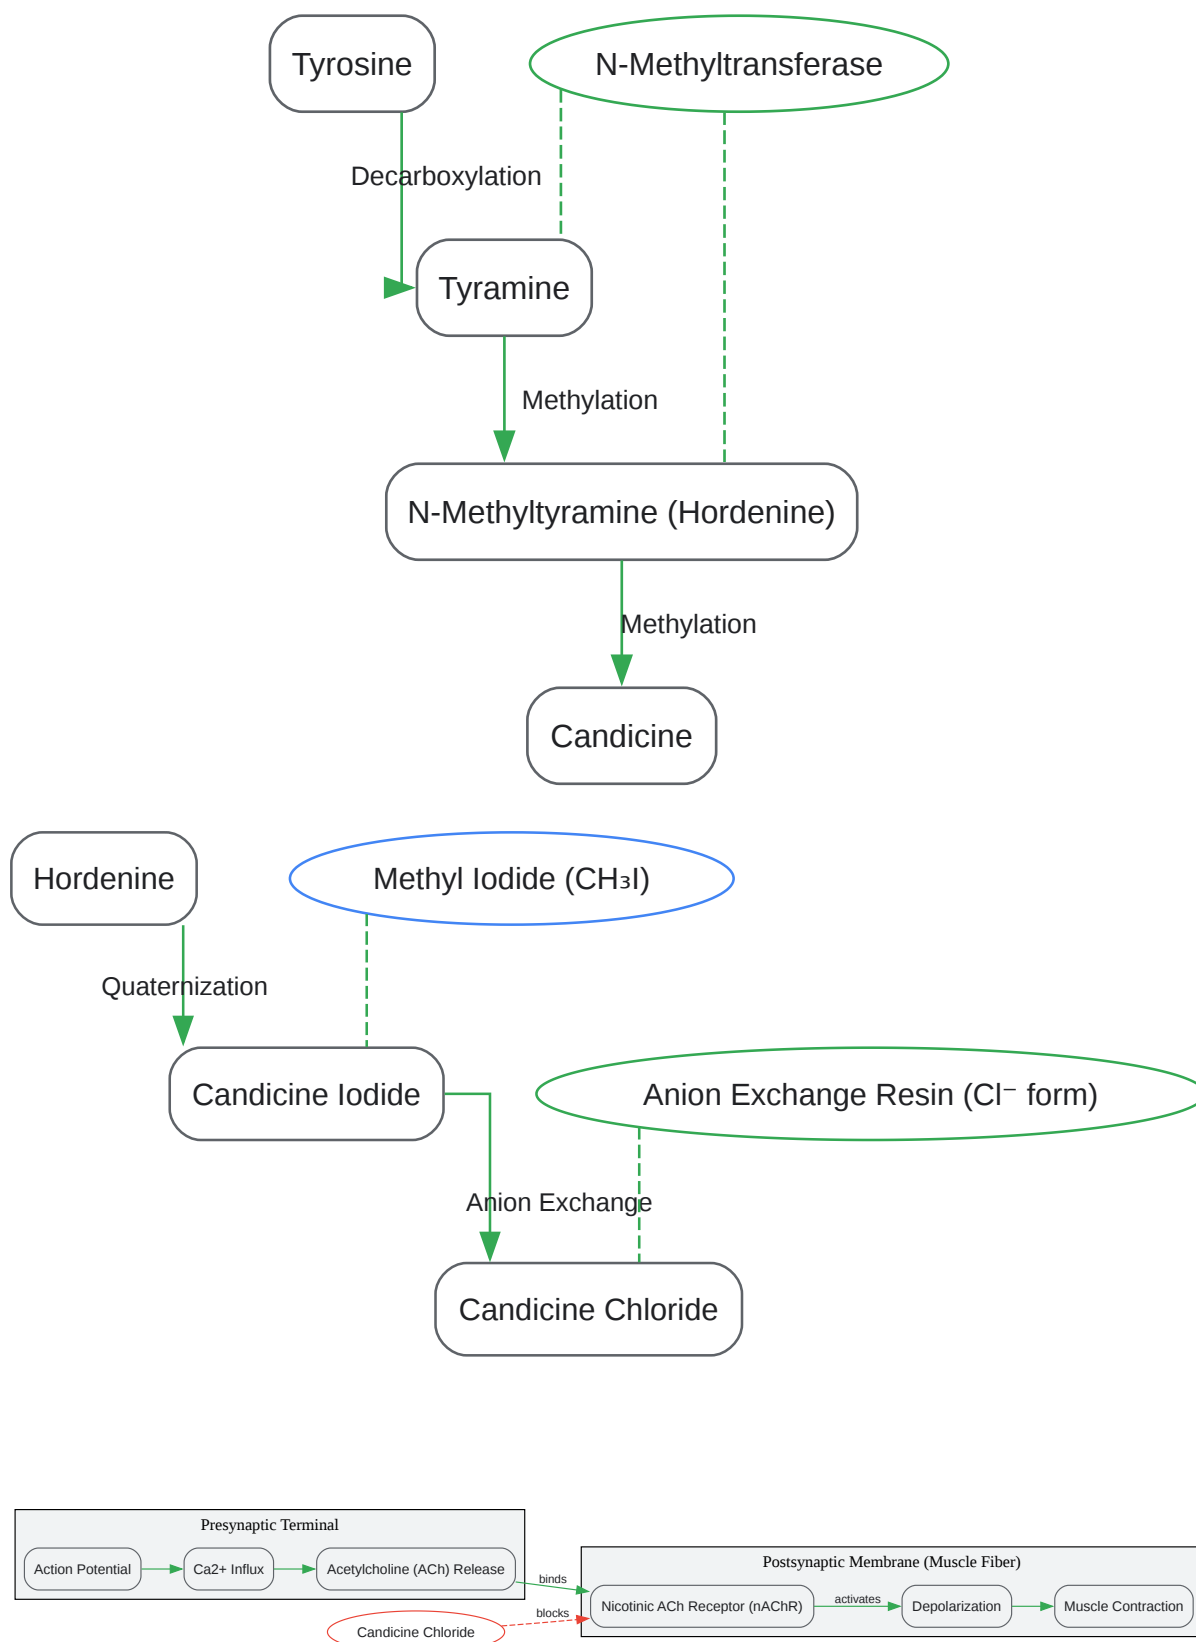 Tyrosine
N-Methyltransferase
Decarboxylation
Tyramine
Methylation
N-Methyltyramine (Hordenine)
Methylation
Candicine
Hordenine
Methyl Iodide (CH₃I)
Quaternization
Candicine Iodide
Anion Exchange Resin (Cl⁻ form)
Anion Exchange
Candicine Chloride
Presynaptic Terminal
Action Potential
Ca2+ Influx
Acetylcholine (ACh) Release
binds
blocks
Candicine Chloride
Postsynaptic Membrane (Muscle Fiber)
Nicotinic ACh Receptor (nAChR)
activates
Depolarization
Muscle Contraction